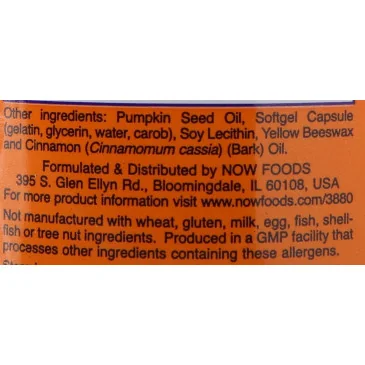 Other ingredients: Pumpkin Seed Oil, Softgel Capsule
(gelatin, glycerin, water, carob), Soy Lecithin, Yellow Beeswax
and Cinnamon (Cinnamomum cassia) (Bark) Oil.
Formulated & Distributed by NOW FOODS
395 S. Glen Ellyn Rd., Bloomingdale, IL 60108, USA
For more product information visit www.nowfoods.com/3880
Not manufactured with wheat, gluten, milk, egg, fish, shell-
fish or tree nut ingredients. Produced in a GMP facility that
processes other ingredients containing these allergens.